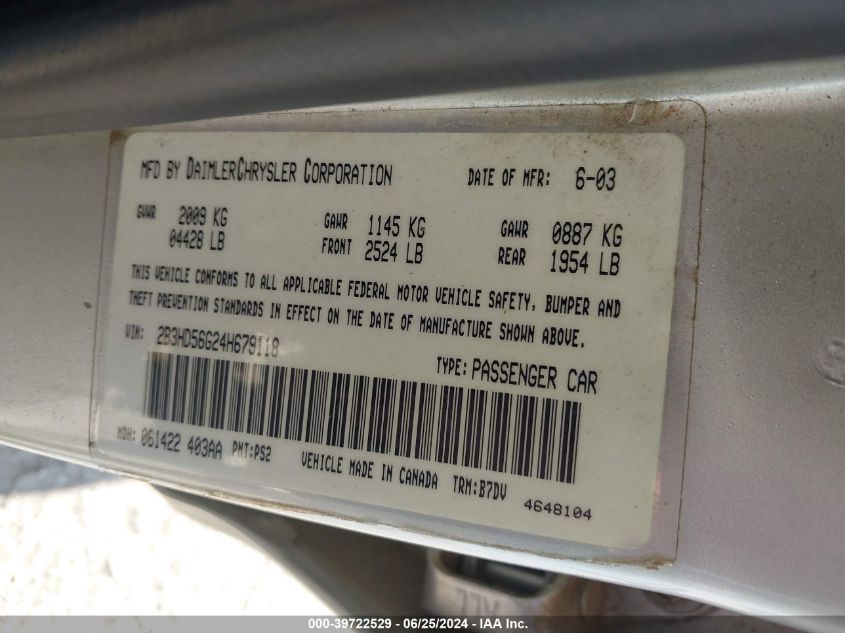 MFD BY DAIMLERCHRYSLER CORPORATION DATE OF MFR: 6-03
GVWR 2009 KG GAWR 1145 KG GAWR 0887 KG
04428 LB FRONT 2524 LB REAR 1954 LB
THIS VEHICLE CONFORMS TO ALL APPLICABLE FEDERAL MOTOR VEHICLE SAFETY, BUMPER AND
THEFT PREVENTION STANDARDS IN EFFECT ON THE DATE OF MANUFACTURE SHOWN ABOVE.
VIN: 2B3HD56G24H679118 TYPE: PASSENGER CAR
MDH: 061422 403AA PNT:PS2 VEHICLE MADE IN CANADA TRM:B7DV
4648104
000-39722529 - 06/25/2024 - IAA Inc.